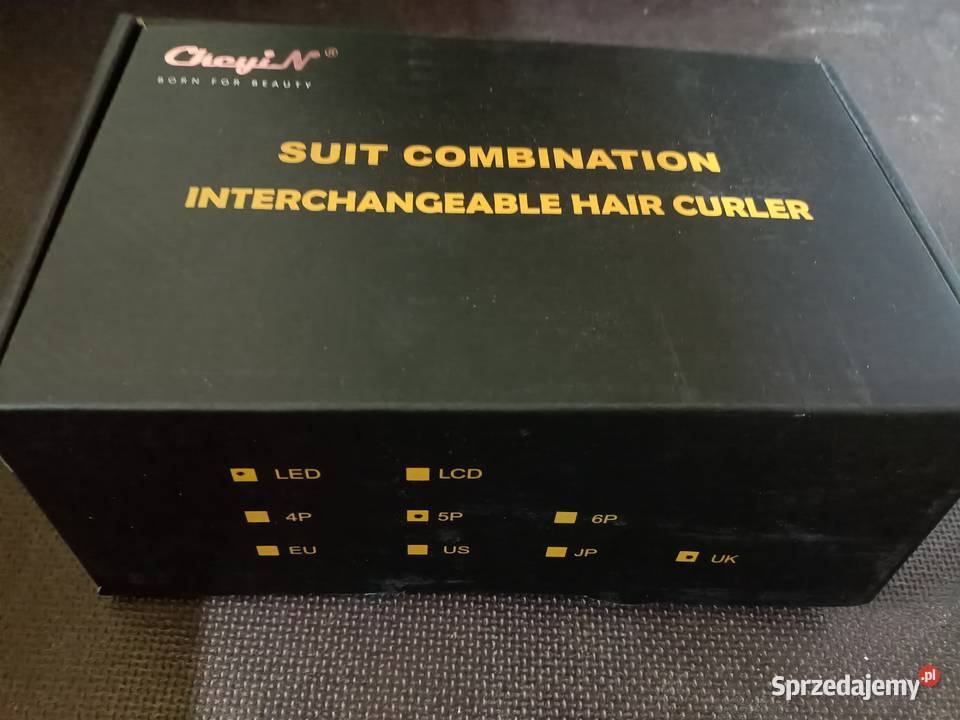 CkeyiN®
BORN FOR BEAUTY
SUIT COMBINATION
INTERCHANGEABLE HAIR CURLER
LED LCD
4P 5P 6P
EU US JP UK
Sprzedajemy.pl